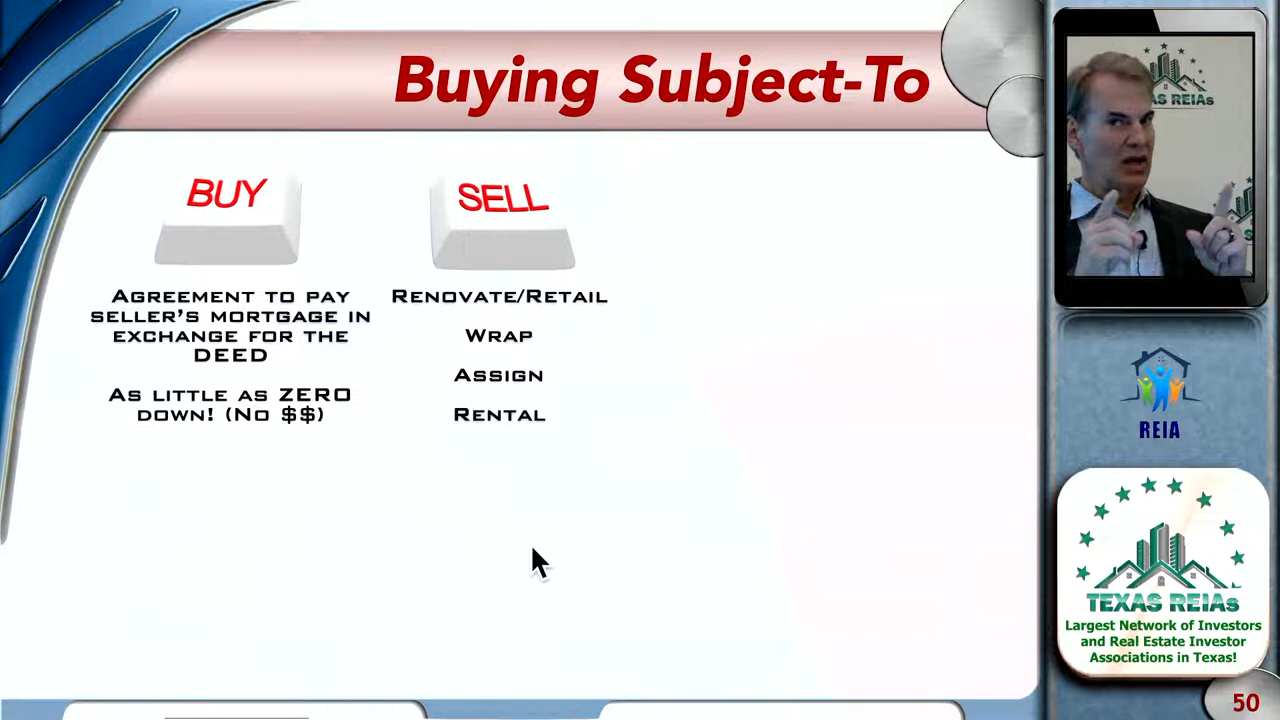 Buying Subject-To
BUY
SELL
AGREEMENT TO PAY
SELLER'S MORTGAGE IN
EXCHANGE FOR THE
DEED
AS LITTLE AS ZERO
DOWN! (NO $$)
RENOVATE/RETAIL
WRAP
ASSIGN
RENTAL
AS REIAs
REIA
TEXAS REIAs
Largest Network of Investors
and Real Estate Investor
Associations in Texas!
50